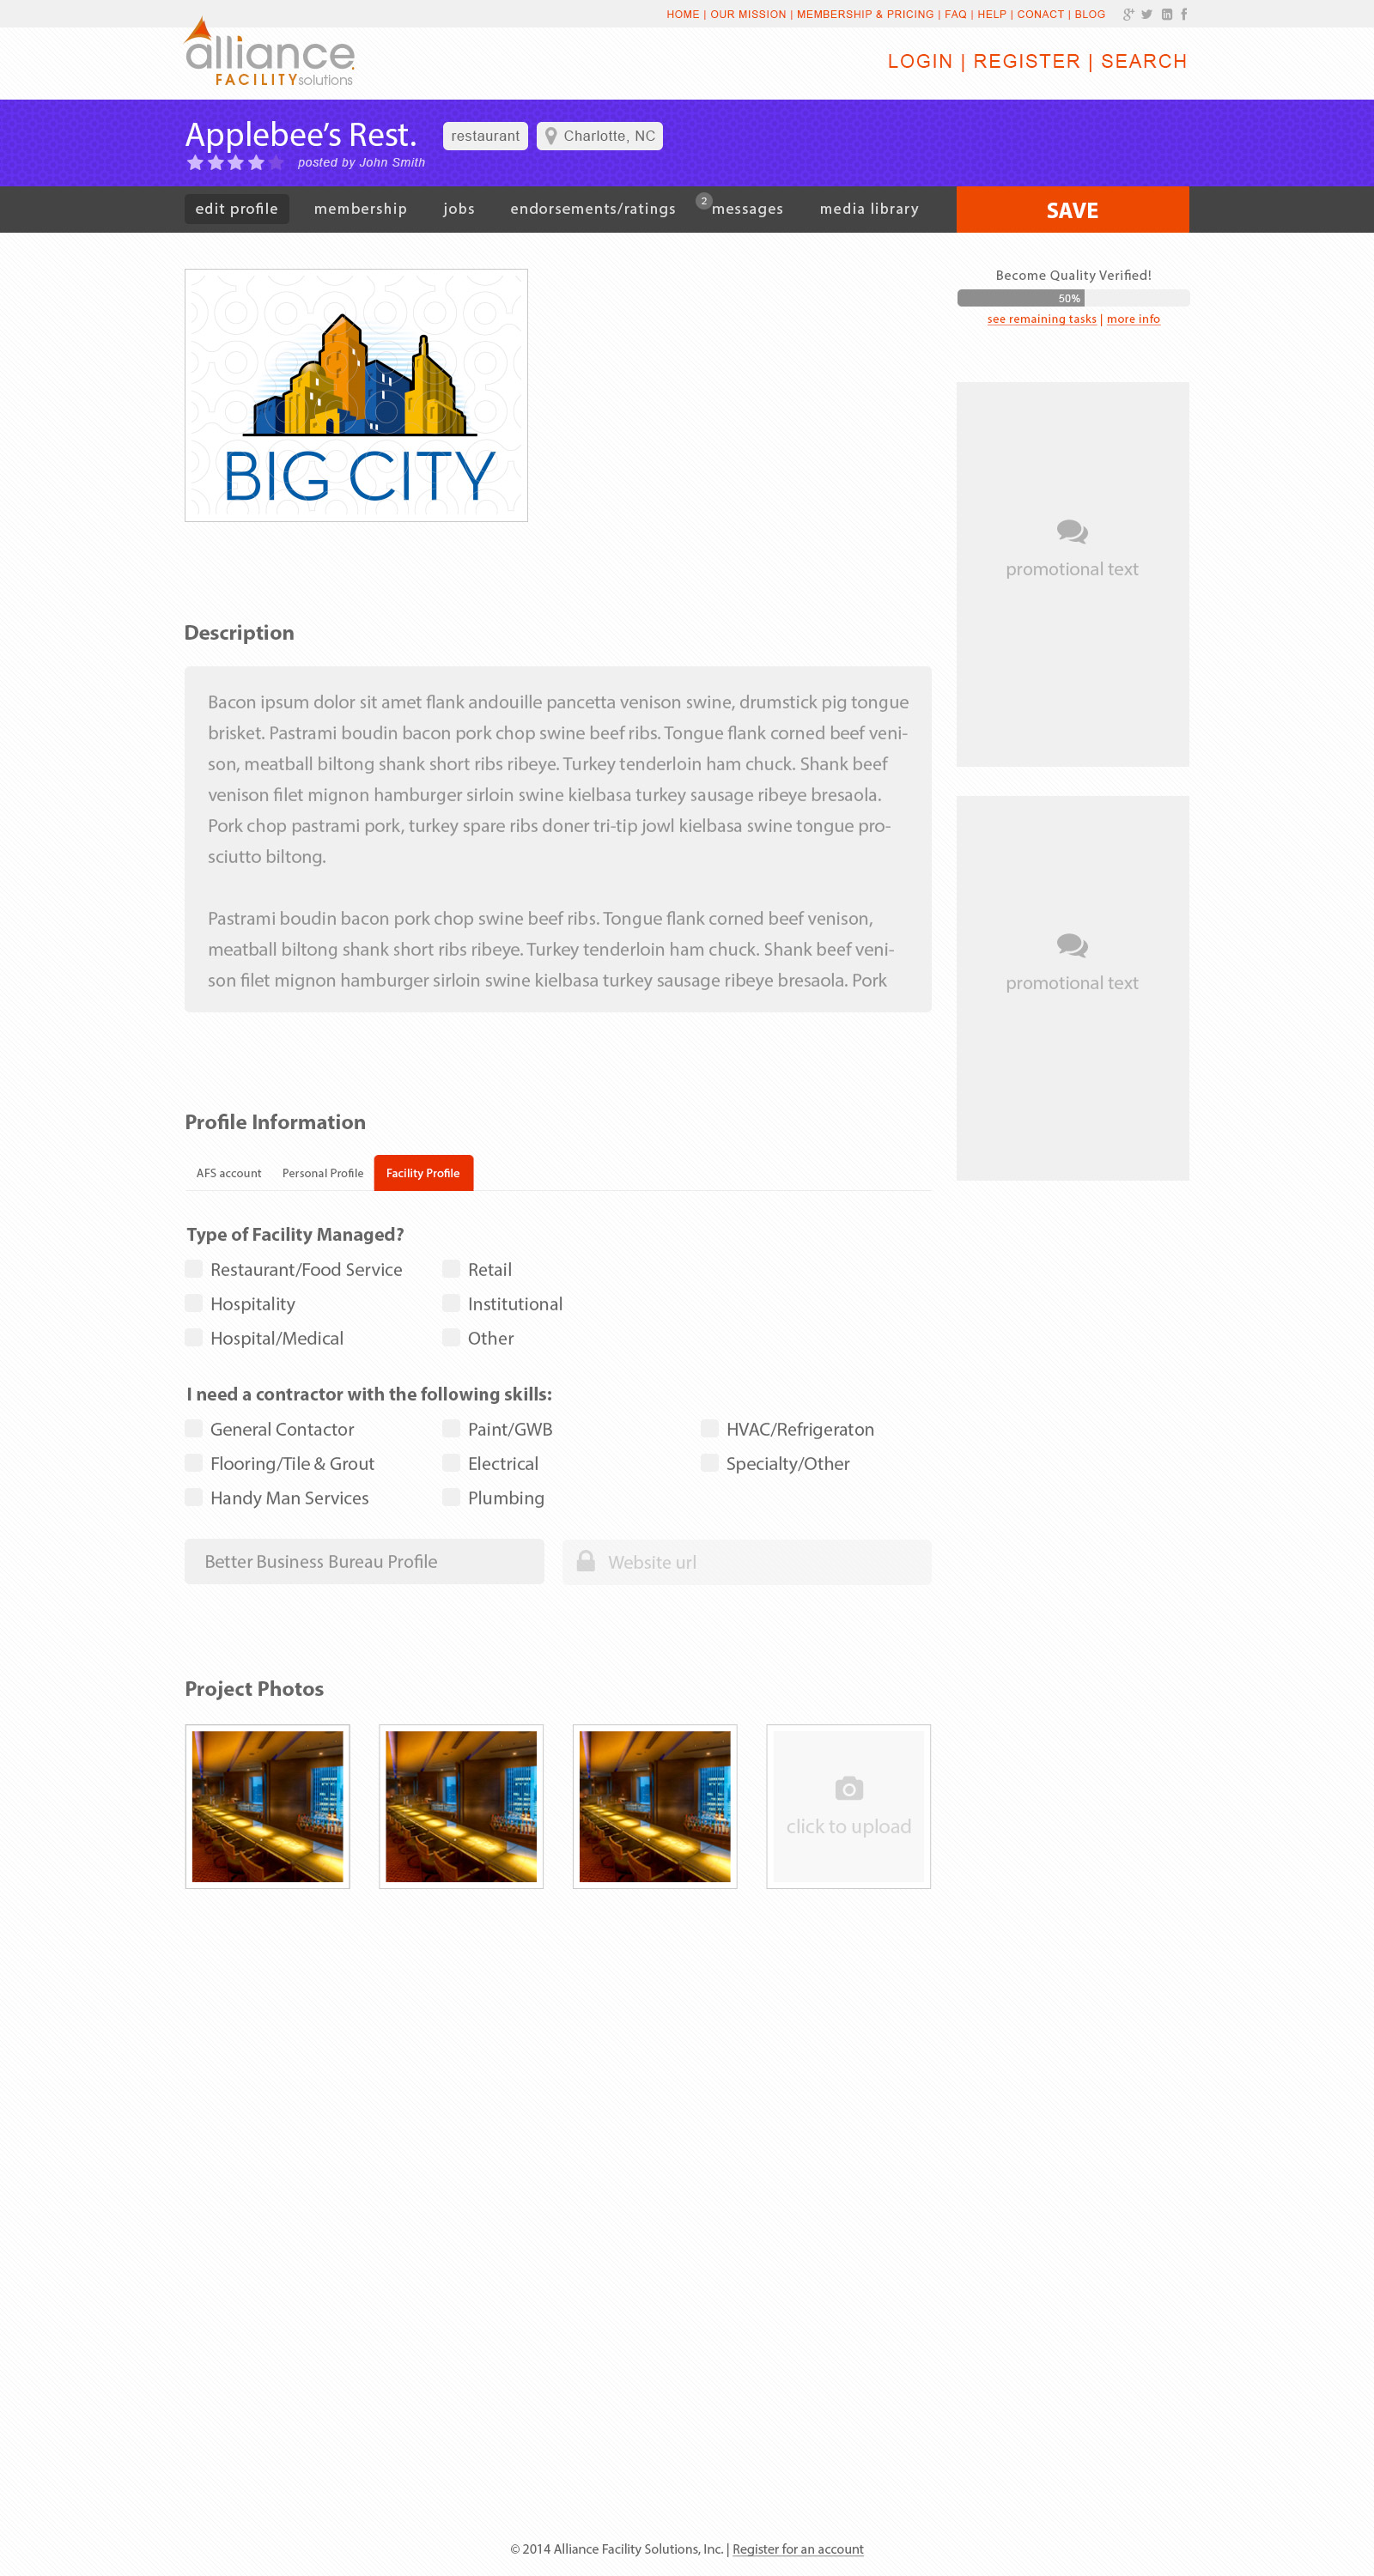 HOME | OUR MISSION | MEMBERSHIP & PRICING | FAQ | HELP | CONACT | BLOG
alliance
FACILITY solutions
LOGIN | REGISTER | SEARCH
Applebee’s Rest.
restaurant
Charlotte, NC
posted by John Smith
edit profile
membership
jobs
endorsements/ratings
2
messages
media library
SAVE
BIG CITY
Become Quality Verified!
50%
see remaining tasks | more info
promotional text
Description
Bacon ipsum dolor sit amet flank andouille pancetta venison swine, drumstick pig tongue
brisket. Pastrami boudin bacon pork chop swine beef ribs. Tongue flank corned beef veni-
son, meatball biltong shank short ribs ribeye. Turkey tenderloin ham chuck. Shank beef
venison filet mignon hamburger sirloin swine kielbasa turkey sausage ribeye bresaola.
Pork chop pastrami pork, turkey spare ribs doner tri-tip jowl kielbasa swine tongue pro-
sciutto biltong.
Pastrami boudin bacon pork chop swine beef ribs. Tongue flank corned beef venison,
meatball biltong shank short ribs ribeye. Turkey tenderloin ham chuck. Shank beef veni-
son filet mignon hamburger sirloin swine kielbasa turkey sausage ribeye bresaola. Pork
promotional text
Profile Information
AFS account
Personal Profile
Facility Profile
Type of Facility Managed?
Restaurant/Food Service
Retail
Hospitality
Institutional
Hospital/Medical
Other
I need a contractor with the following skills:
General Contactor
Paint/GWB
HVAC/Refrigeraton
Flooring/Tile & Grout
Electrical
Specialty/Other
Handy Man Services
Plumbing
Better Business Bureau Profile
Website url
Project Photos
click to upload
© 2014 Alliance Facility Solutions, Inc. | Register for an account